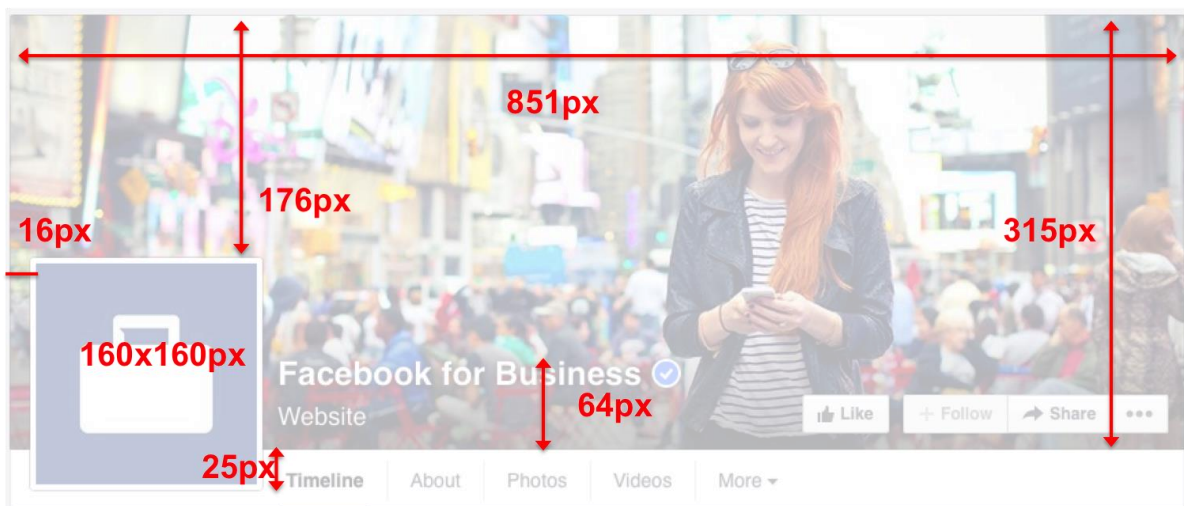 851px
176px
16px
315px
160x160px
Facebook for Business
Website
64px
Like
+ Follow
Share
25px
Timeline
About
Photos
Videos
More